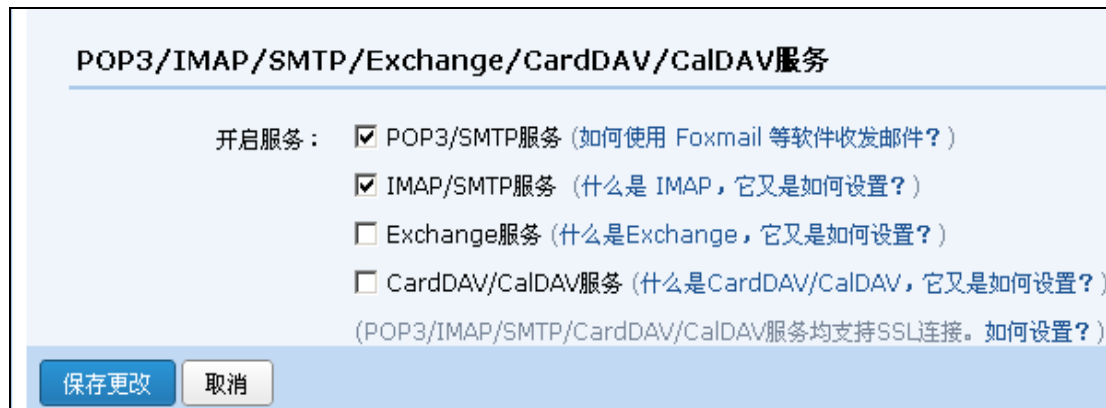 POP3/IMAP/SMTP/Exchange/CardDAV/CalDAV服务
开启服务： POP3/SMTP服务 (如何使用 Foxmail 等软件收发邮件？)
IMAP/SMTP服务 (什么是 IMAP，它又是如何设置？)
Exchange服务 (什么是Exchange，它又是如何设置？)
CardDAV/CalDAV服务 (什么是CardDAV/CalDAV，它又是如何设置？)
(POP3/IMAP/SMTP/CardDAV/CalDAV服务均支持SSL连接。如何设置？)
保存更改 取消